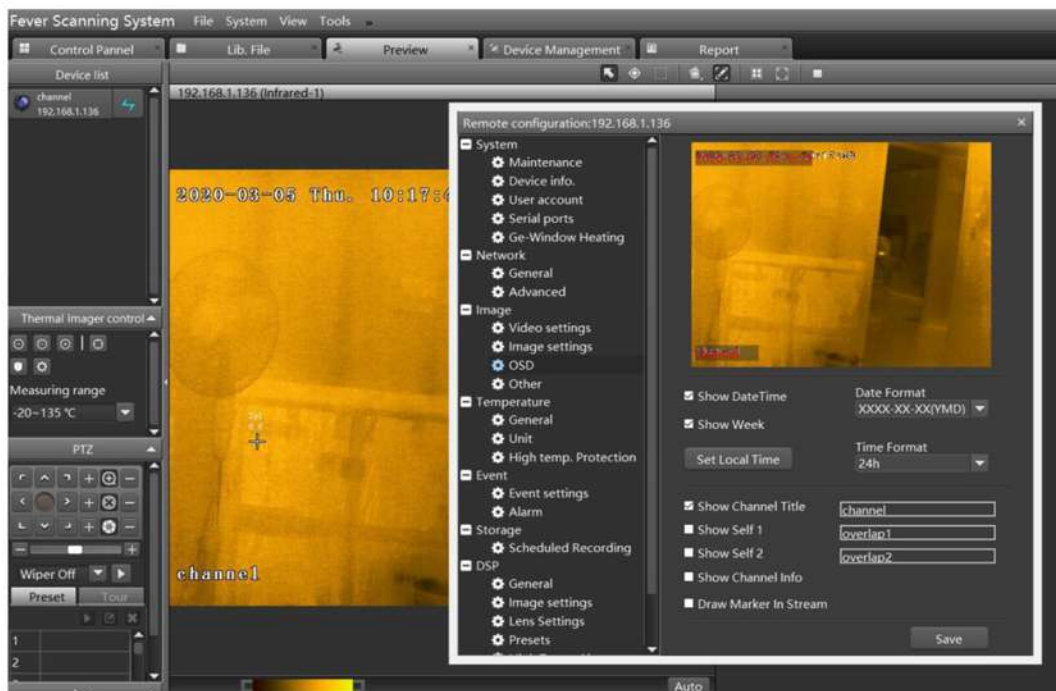 Fever Scanning System File System View Tools »
Control Pannel
Lib. File
Preview
Device Management
Report
Device list
channel
192.168.1.136
192.168.1.136 (Infrared-1)
2020-03-05 Thu. 10:17:4
channel
Thermal Imager control
Measuring range
-20~135 ℃
PTZ
Wiper Off
Preset Tour
1
2
Auto
Remote configuration:192.168.1.136
System
Maintenance
Device info.
User account
Serial ports
Ge-Window Heating
Network
General
Advanced
Image
Video settings
Image settings
OSD
Other
Temperature
General
Unit
High temp. Protection
Event
Event settings
Alarm
Storage
Scheduled Recording
DSP
General
Image settings
Lens Settings
Presets
channel
Show DateTime
Date Format
XXXX-XX-XX(YMD)
Show Week
Set Local Time
Time Format
24h
Show Channel Title channel
Show Self 1 overlap1
Show Self 2 overlap2
Show Channel Info
Draw Marker In Stream
Save